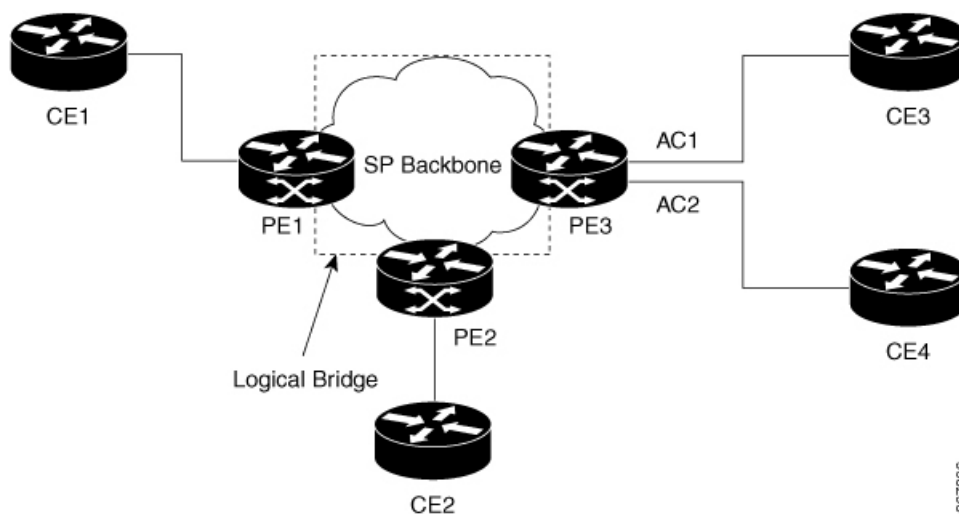 CE1
CE3
SP Backbone
AC1
PE1
PE3
AC2
PE2
CE4
Logical Bridge
CE2